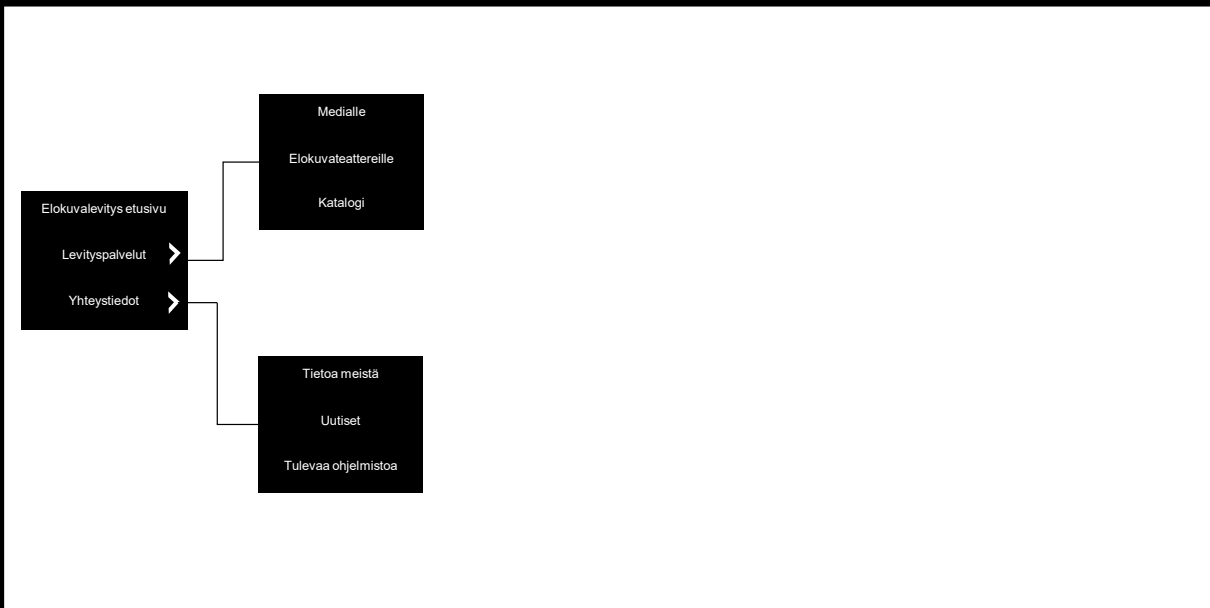 Elokuvalevitys etusivu
Levityspalvelut
Yhteystiedot
Medialle
Elokuvateattereille
Katalogi
Tietoa meistä
Uutiset
Tulevaa ohjelmistoa